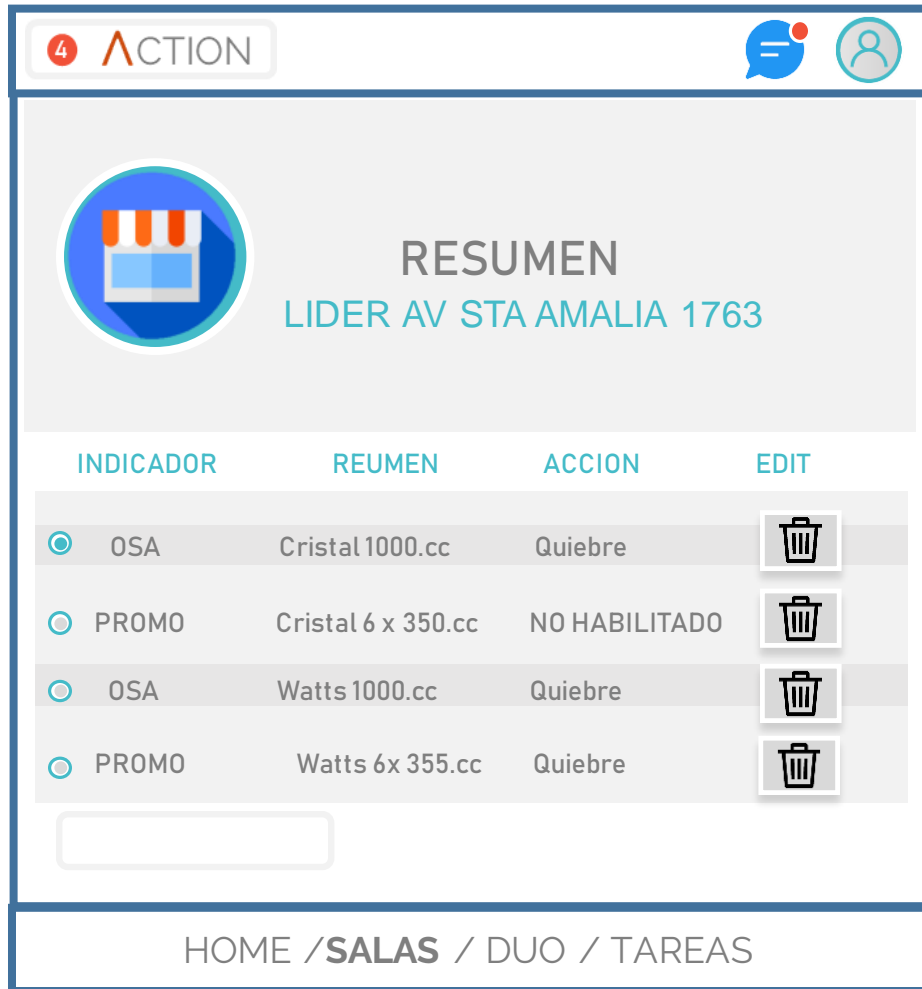 4 ACTION
RESUMEN
LIDER AV STA AMALIA 1763
INDICADOR REUMEN ACCION EDIT
OSA Cristal 1000.cc Quiebre
PROMO Cristal 6 x 350.cc NO HABILITADO
OSA Watts 1000.cc Quiebre
PROMO Watts 6x 355.cc Quiebre
HOME / SALAS / DUO / TAREAS